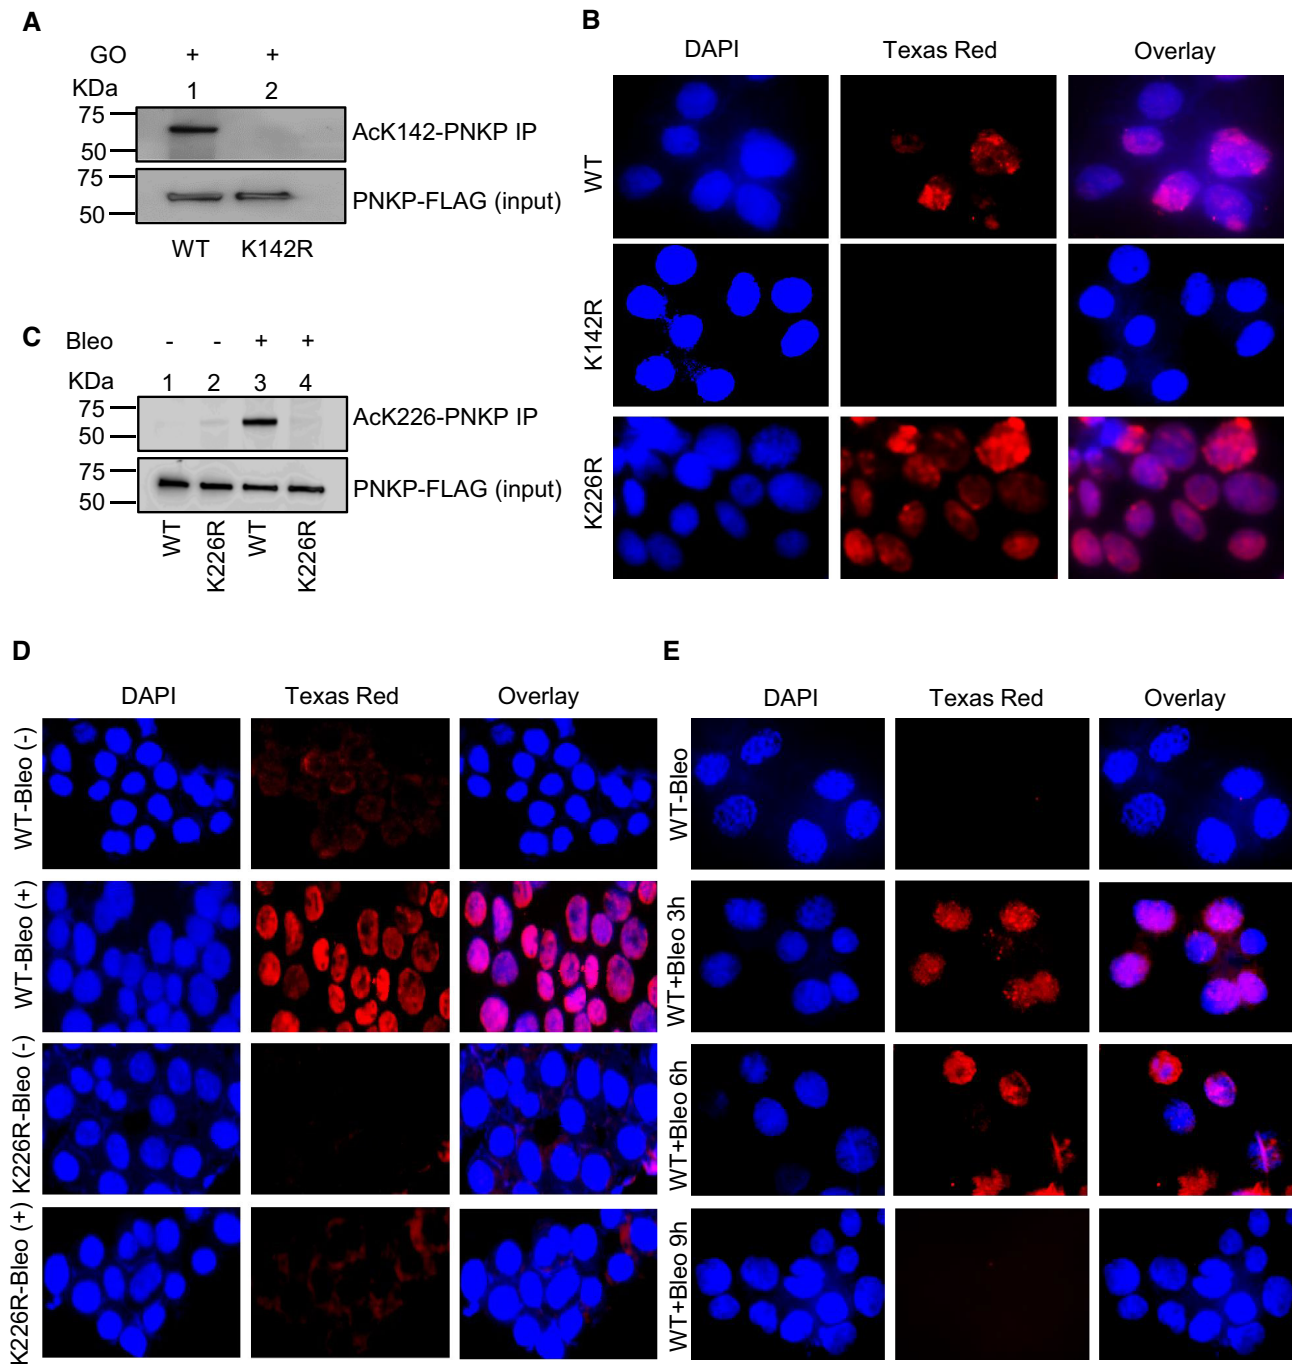 A
GO + +
KDa 1 2
75
50
AcK142-PNKP IP
75
50
PNKP-FLAG (input)
WT K142R
B
DAPI Texas Red Overlay
WT
K142R
K226R
C
Bleo - - + +
KDa 1 2 3 4
75
50
AcK226-PNKP IP
75
50
PNKP-FLAG (input)
WT K226R WT K226R
D
DAPI Texas Red Overlay
WT-Bleo (-)
WT-Bleo (+)
K226R-Bleo (-)
K226R-Bleo (+)
E
DAPI Texas Red Overlay
WT-Bleo
WT+Bleo 3h
WT+Bleo 6h
WT+Bleo 9h